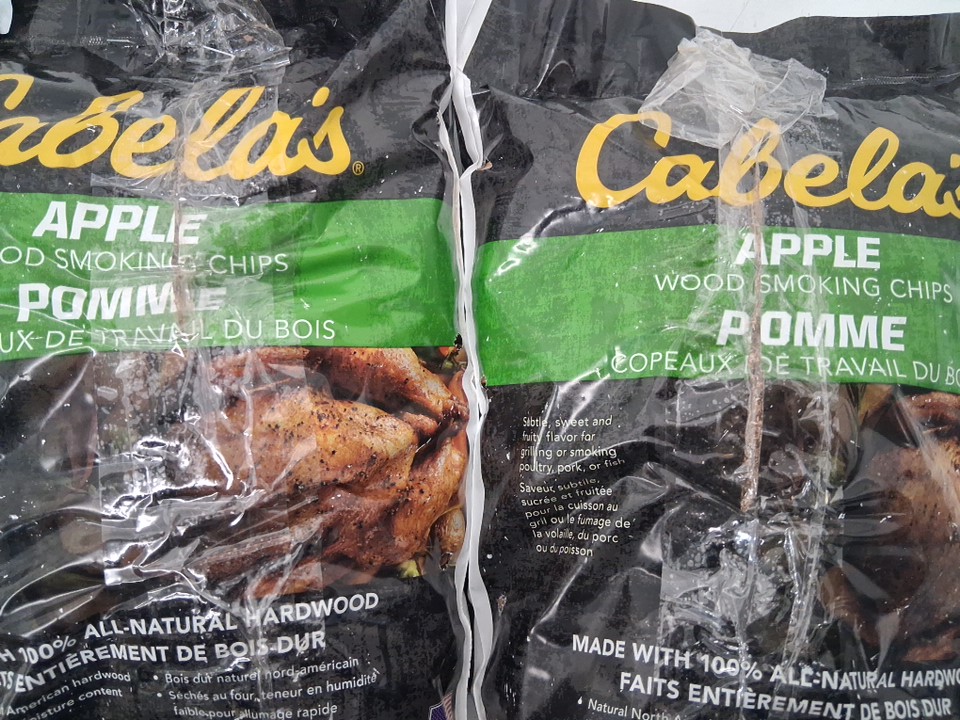 Cabela's®
APPLE
OD SMOKING CHIPS
POMME
UX DE TRAVAIL DU BOIS
H 100% ALL-NATURAL HARDWOOD
TS ENTIÈREMENT DE BOIS DUR
American hardwood
oisture content
• Bois dur naturel nord-américain
• Séchés au four, teneur en humidité
faible pour allumage rapide
Cabela's
APPLE
WOOD SMOKING CHIPS
POMME
COPEAUX DE TRAVAIL DU BO
Subtle, sweet and
fruity flavor for
grilling or smoking
poultry, pork, or fish
Saveur subtile,
sucrée et fruitée
pour la cuisson au
gril ou le fumage de
la volaille, du porc
ou du poisson
MADE WITH 100% ALL-NATURAL HARDWO
FAITS ENTIÈREMENT DE BOIS DUR
• Natural North A